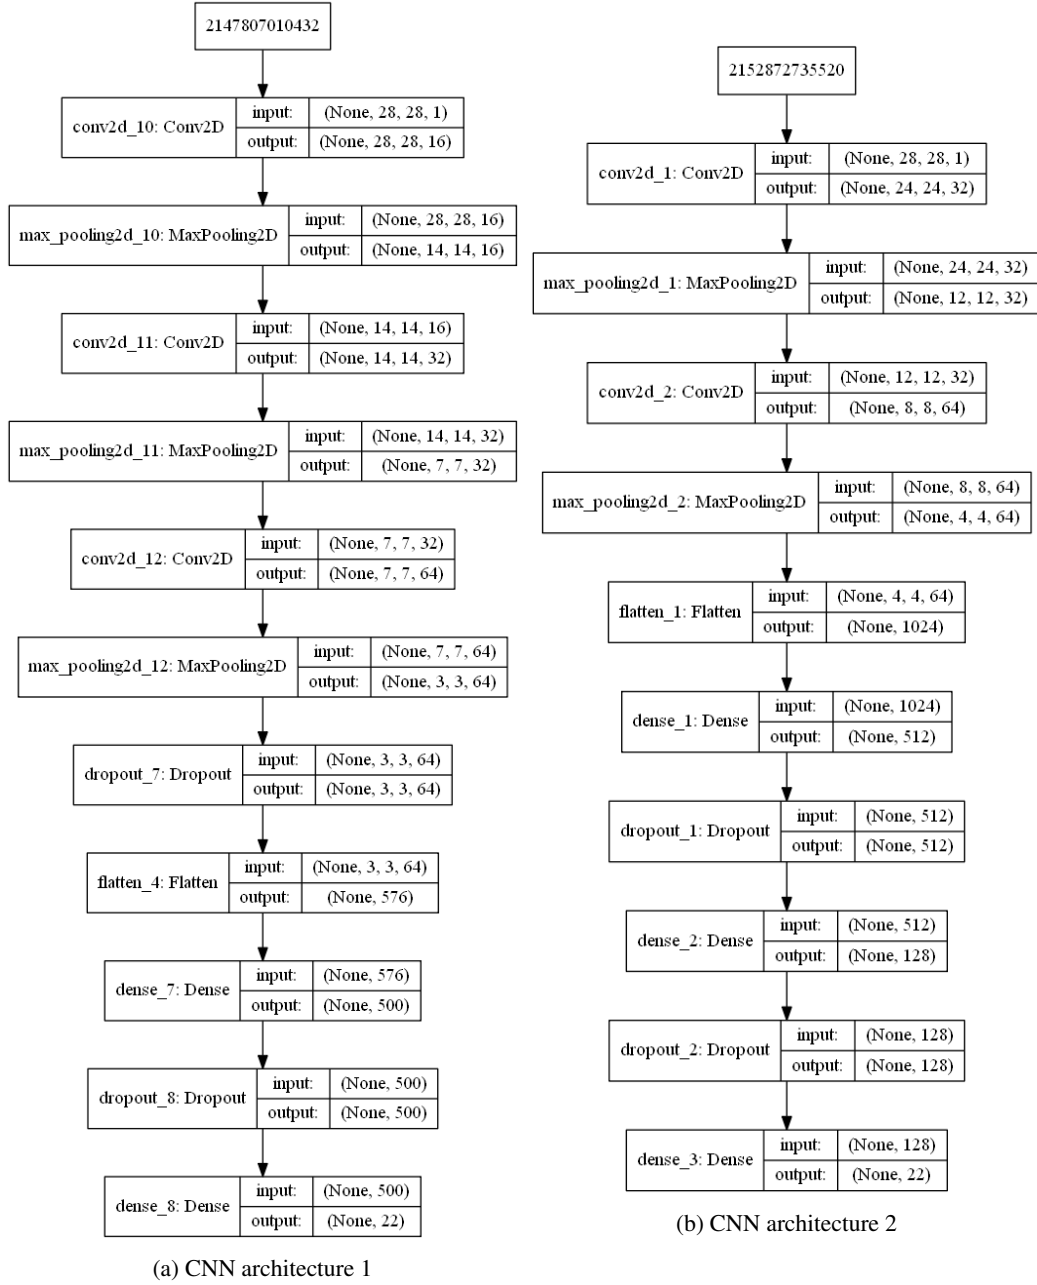 2147807010432
conv2d_10: Conv2D
input: (None, 28, 28, 1)
output: (None, 28, 28, 16)
max_pooling2d_10: MaxPooling2D
input: (None, 28, 28, 16)
output: (None, 14, 14, 16)
conv2d_11: Conv2D
input: (None, 14, 14, 16)
output: (None, 14, 14, 32)
max_pooling2d_11: MaxPooling2D
input: (None, 14, 14, 32)
output: (None, 7, 7, 32)
conv2d_12: Conv2D
input: (None, 7, 7, 32)
output: (None, 7, 7, 64)
max_pooling2d_12: MaxPooling2D
input: (None, 7, 7, 64)
output: (None, 3, 3, 64)
dropout_7: Dropout
input: (None, 3, 3, 64)
output: (None, 3, 3, 64)
flatten_4: Flatten
input: (None, 3, 3, 64)
output: (None, 576)
dense_7: Dense
input: (None, 576)
output: (None, 500)
dropout_8: Dropout
input: (None, 500)
output: (None, 500)
dense_8: Dense
input: (None, 500)
output: (None, 22)
(a) CNN architecture 1
2152872735520
conv2d_1: Conv2D
input: (None, 28, 28, 1)
output: (None, 24, 24, 32)
max_pooling2d_1: MaxPooling2D
input: (None, 24, 24, 32)
output: (None, 12, 12, 32)
conv2d_2: Conv2D
input: (None, 12, 12, 32)
output: (None, 8, 8, 64)
max_pooling2d_2: MaxPooling2D
input: (None, 8, 8, 64)
output: (None, 4, 4, 64)
flatten_1: Flatten
input: (None, 4, 4, 64)
output: (None, 1024)
dense_1: Dense
input: (None, 1024)
output: (None, 512)
dropout_1: Dropout
input: (None, 512)
output: (None, 512)
dense_2: Dense
input: (None, 512)
output: (None, 128)
dropout_2: Dropout
input: (None, 128)
output: (None, 128)
dense_3: Dense
input: (None, 128)
output: (None, 22)
(b) CNN architecture 2